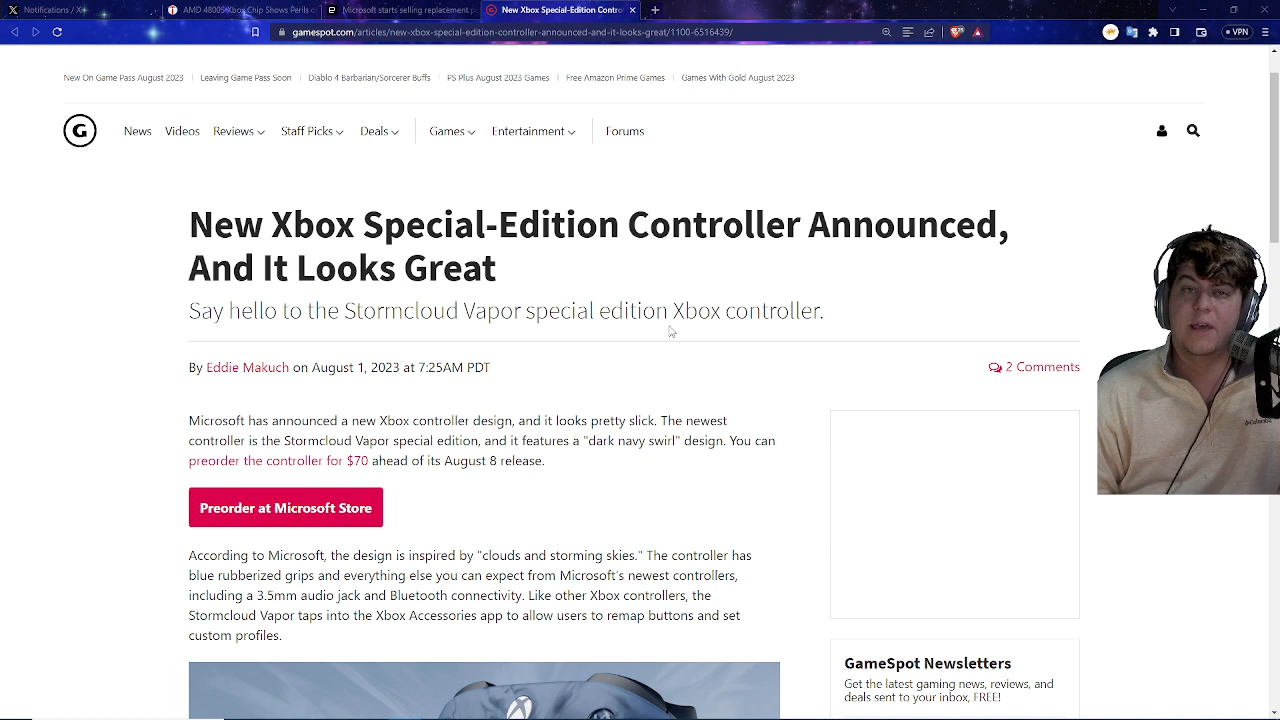 Notifications / X
AMD 4800S Xbox Chip Shows Perils o
Microsoft starts selling replacement p
New Xbox Special-Edition Contro
gamespot.com/articles/new-xbox-special-edition-controller-announced-and-it-looks-great/1100-6516439/
VPN
New On Game Pass August 2023
Leaving Game Pass Soon
Diablo 4 Barbarian/Sorcerer Buffs
PS Plus August 2023 Games
Free Amazon Prime Games
Games With Gold August 2023
G
News
Videos
Reviews
Staff Picks
Deals
Games
Entertainment
Forums
New Xbox Special-Edition Controller Announced,
And It Looks Great
Say hello to the Stormcloud Vapor special edition Xbox controller.
By Eddie Makuch on August 1, 2023 at 7:25AM PDT
2 Comments
Microsoft has announced a new Xbox controller design, and it looks pretty slick. The newest
controller is the Stormcloud Vapor special edition, and it features a "dark navy swirl" design. You can
preorder the controller for $70 ahead of its August 8 release.
Preorder at Microsoft Store
According to Microsoft, the design is inspired by "clouds and storming skies." The controller has
blue rubberized grips and everything else you can expect from Microsoft's newest controllers,
including a 3.5mm audio jack and Bluetooth connectivity. Like other Xbox controllers, the
Stormcloud Vapor taps into the Xbox Accessories app to allow users to remap buttons and set
custom profiles.
GameSpot Newsletters
Get the latest gaming news, reviews, and
deals sent to your inbox, FREE!